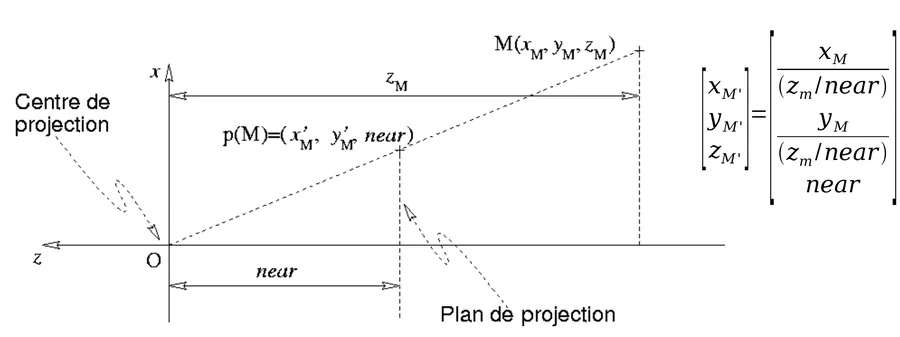 M(x_M, y_M, z_M)
x
z_M
Centre de
projection
p(M)=(x'_M, y'_M, near)
z
O
near
Plan de projection
[x_M' y_M' z_M'] = [x_M/(z_m/near) y_M/(z_m/near) near]